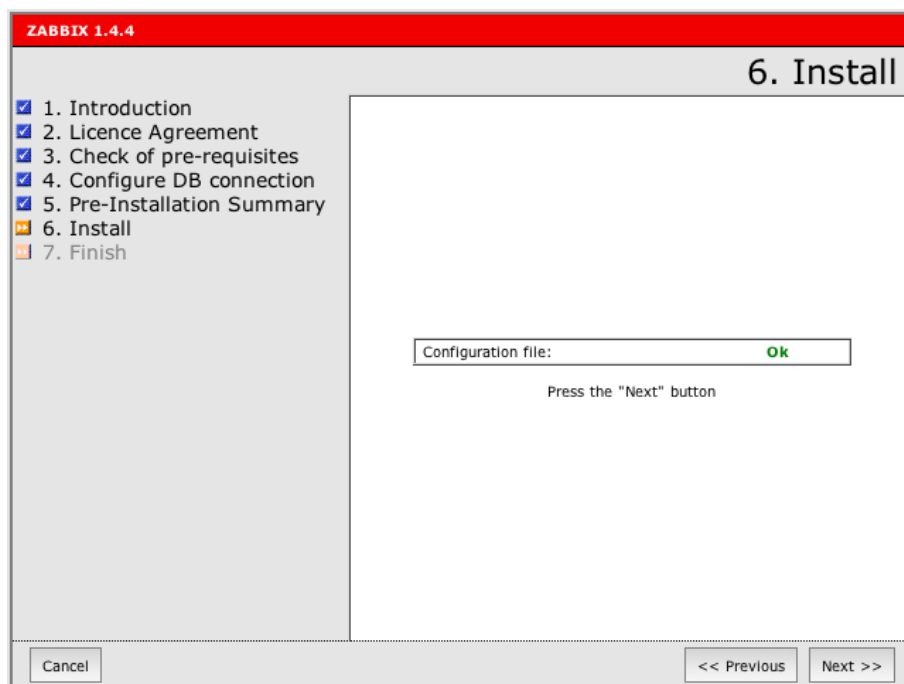 ZABBIX 1.4.4
6. Install
1. Introduction
2. Licence Agreement
3. Check of pre-requisites
4. Configure DB connection
5. Pre-Installation Summary
6. Install
7. Finish
Configuration file: Ok
Press the "Next" button
Cancel << Previous Next >>